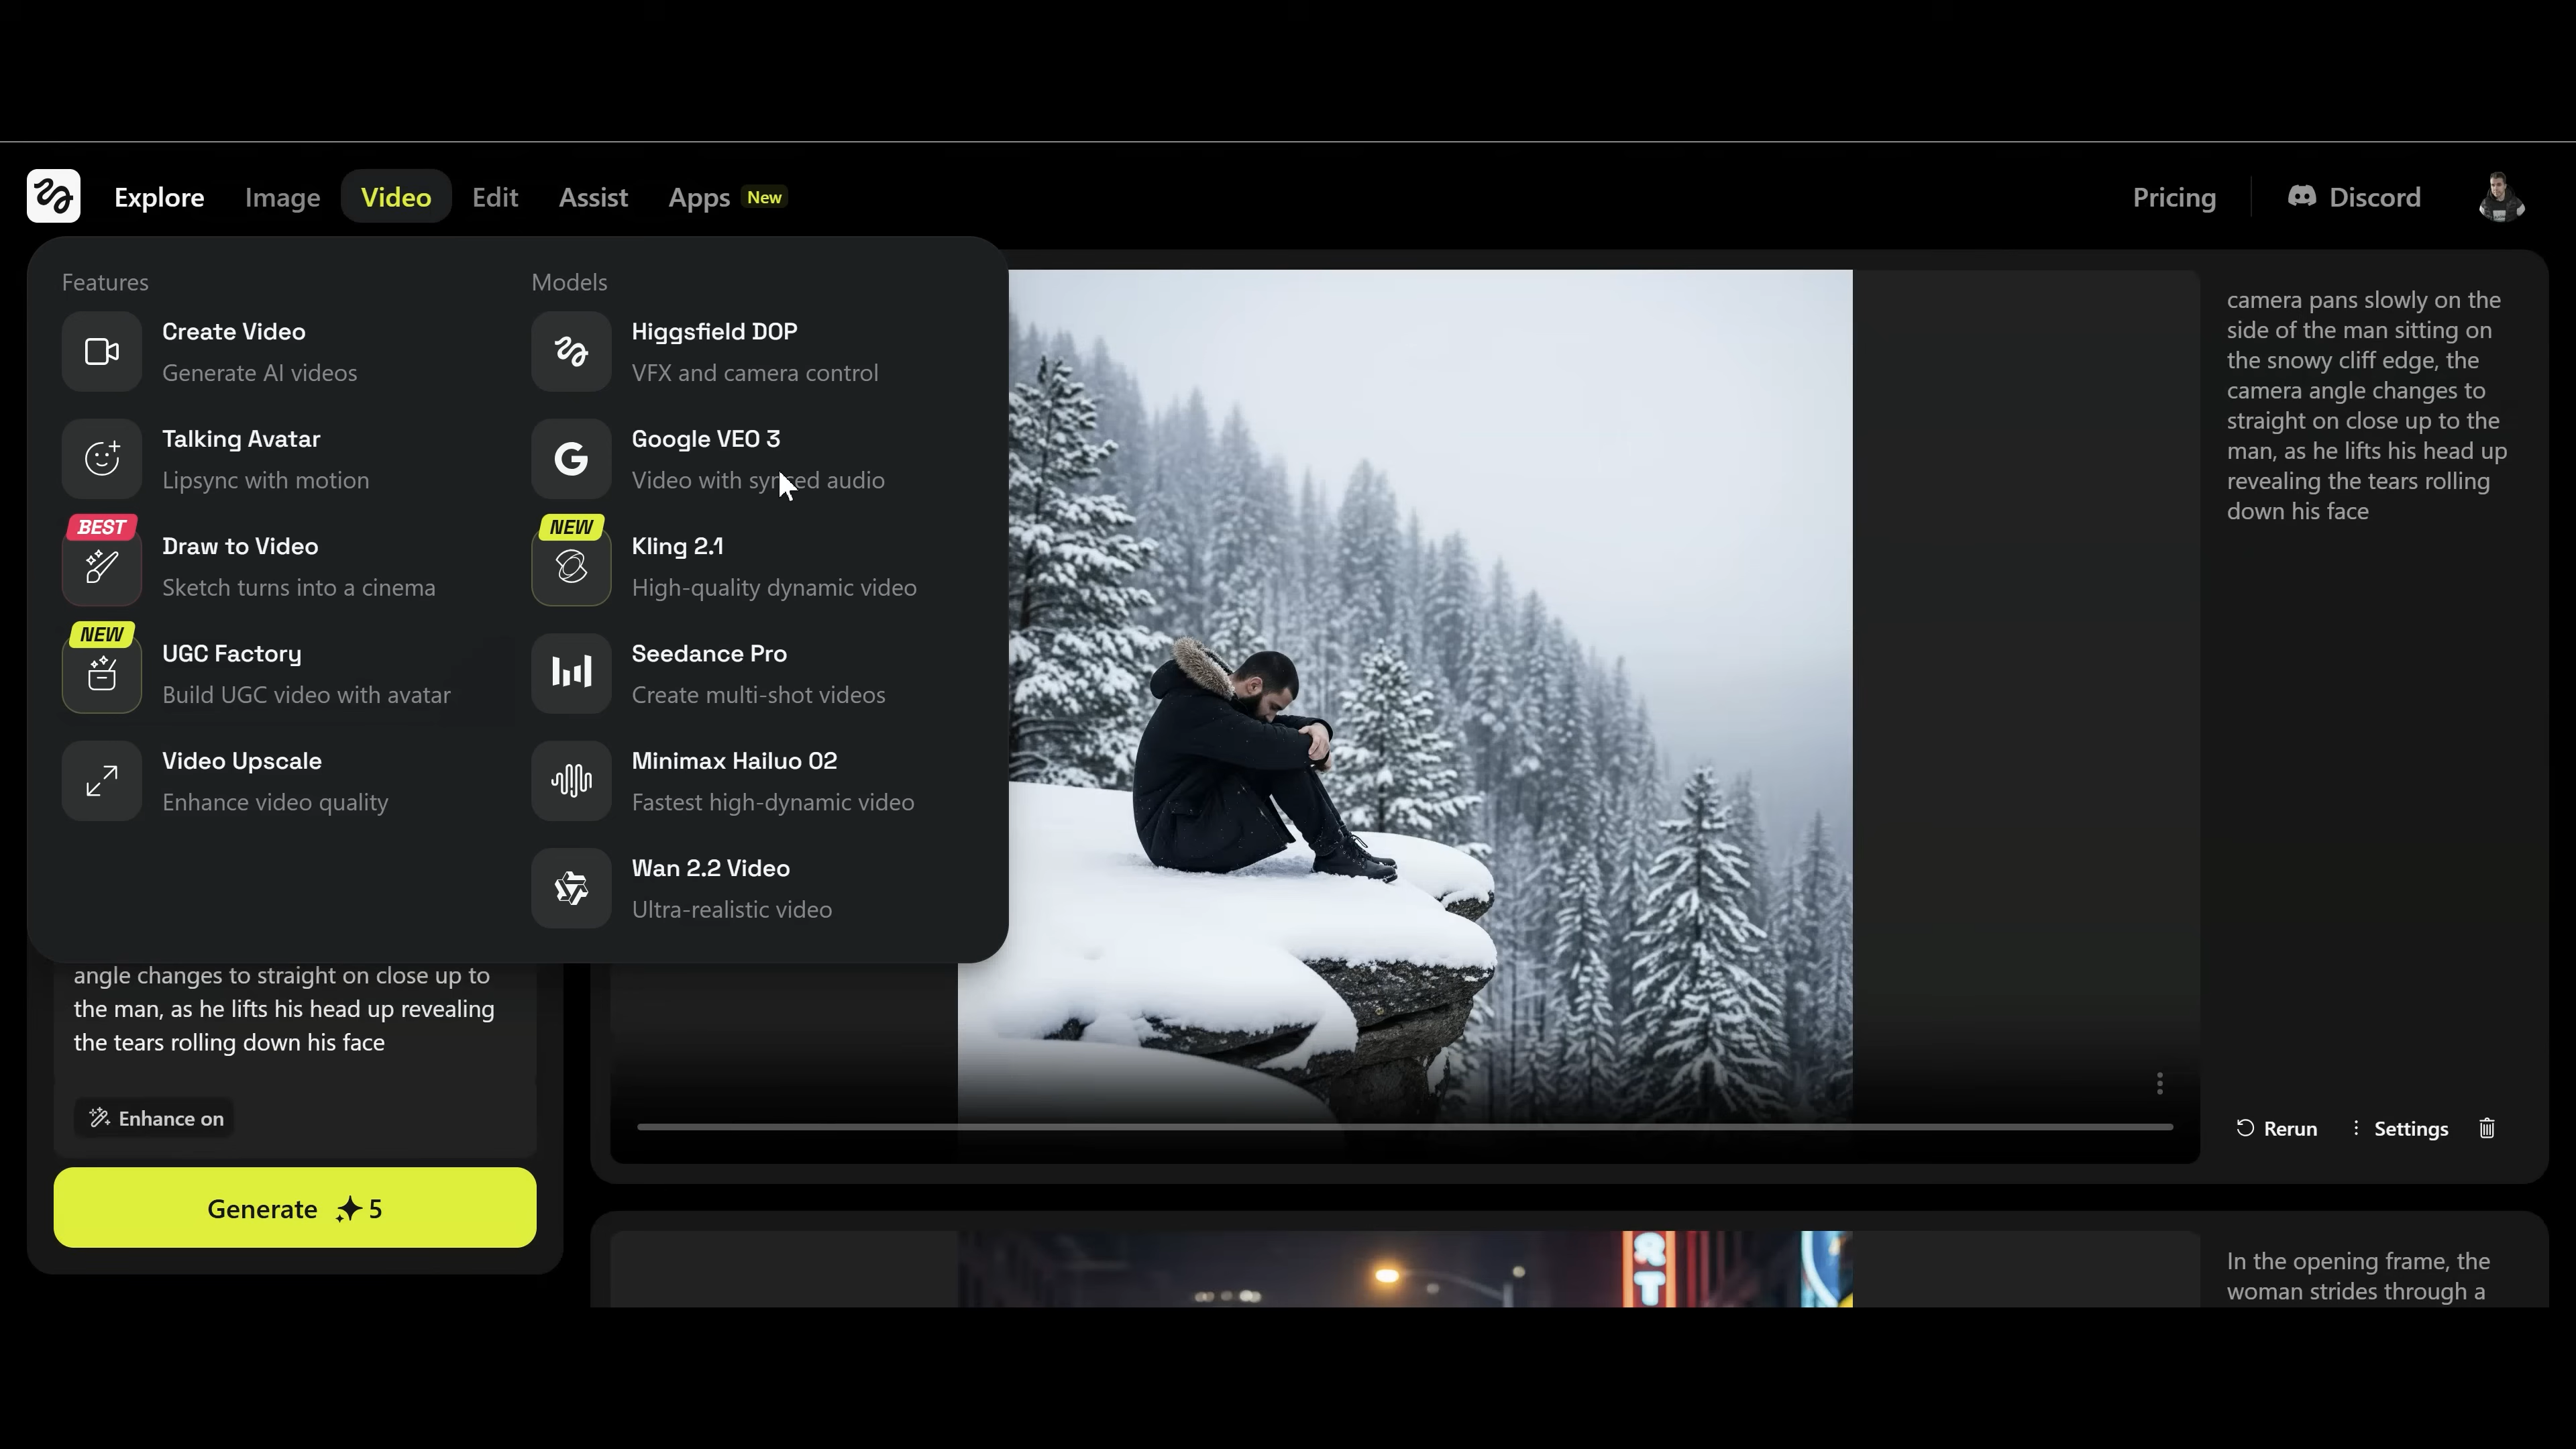 Explore
Image
Video
Edit
Assist
Apps New
Pricing
Discord
Features
Create Video
Generate AI videos
Talking Avatar
Lipsync with motion
BEST
Draw to Video
Sketch turns into a cinema
NEW
UGC Factory
Build UGC video with avatar
Video Upscale
Enhance video quality
Models
Higgsfield DOP
VFX and camera control
Google VEO 3
Video with synced audio
NEW
Kling 2.1
High-quality dynamic video
Seedance Pro
Create multi-shot videos
Minimax Hailuo 02
Fastest high-dynamic video
Wan 2.2 Video
Ultra-realistic video
angle changes to straight on close up to
the man, as he lifts his head up revealing
the tears rolling down his face
Enhance on
Generate 5
camera pans slowly on the
side of the man sitting on
the snowy cliff edge, the
camera angle changes to
straight on close up to the
man, as he lifts his head up
revealing the tears rolling
down his face
Rerun
Settings
In the opening frame, the
woman strides through a